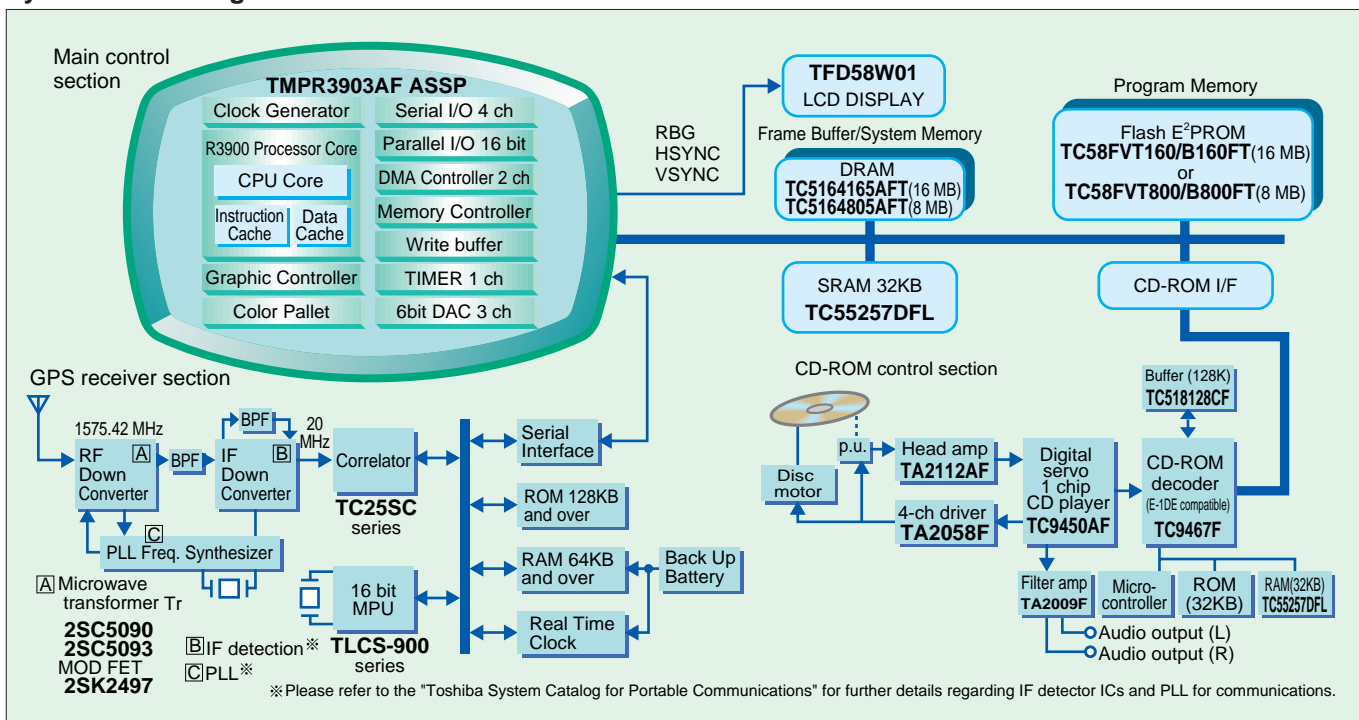 Main control
section
TMPR3903AF ASSP
Clock Generator
R3900 Processor Core
CPU Core
Instruction
Cache
Data
Cache
Graphic Controller
Color Pallet
Serial I/O 4 ch
Parallel I/O 16 bit
DMA Controller 2 ch
Memory Controller
Write buffer
TIMER 1 ch
6bit DAC 3 ch
RBG
HSYNC
VSYNC
TFD58W01
LCD DISPLAY
Frame Buffer/System Memory
DRAM
TC5164165AFT(16 MB)
TC5164805AFT(8 MB)
Program Memory
Flash E²PROM
TC58FVT160/B160FT(16 MB)
or
TC58FVT800/B800FT(8 MB)
SRAM 32KB
TC55257DFL
CD-ROM I/F
GPS receiver section
1575.42 MHz
RF
Down
Converter
A
BPF
BPF
IF
Down
Converter
B
20
MHz
Correlator
TC25SC
series
C
PLL Freq. Synthesizer
16 bit
MPU
TLCS-900
series
Serial
Interface
ROM 128KB
and over
RAM 64KB
and over
Real Time
Clock
Back Up
Battery
A Microwave
transformer Tr
2SC5090
2SC5093
MOD FET
2SK2497
B IF detection※
C PLL※
CD-ROM control section
Disc
motor
p.u.
Head amp
TA2112AF
4-ch driver
TA2058F
Digital
servo
1 chip
CD player
TC9450AF
Buffer (128K)
TC518128CF
CD-ROM
decoder
(E-1DE compatible)
TC9467F
Filter amp
TA2009F
Micro-
controller
ROM
(32KB)
RAM(32KB)
TC55257DFL
Audio output (L)
Audio output (R)
※Please refer to the "Toshiba System Catalog for Portable Communications" for further details regarding IF detector ICs and PLL for communications.